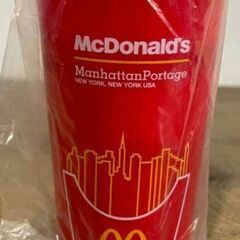 McDonald's
ManhattanPortage
NEW YORK, NEW YORK USA